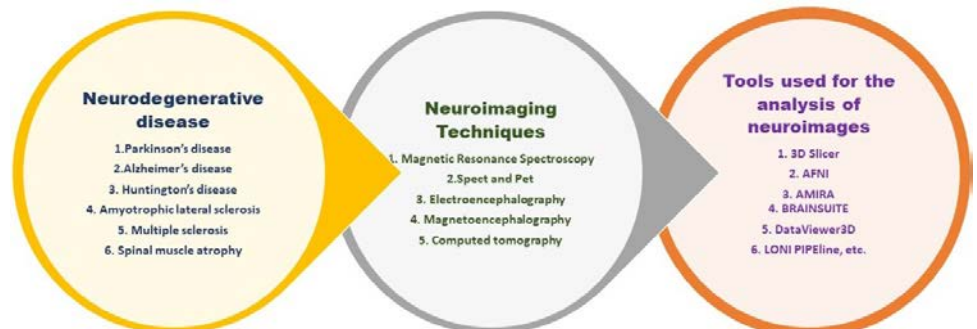 Neurodegenerative
disease
1.Parkinson's disease
2.Alzheimer's disease
3. Huntington's disease
4. Amyotrophic lateral sclerosis
5. Multiple sclerosis
6. Spinal muscle atrophy
Neuroimaging
Techniques
1. Magnetic Resonance Spectroscopy
2.Spect and Pet
3. Electroencephalography
4. Magnetoencephalography
5. Computed tomography
Tools used for the
analysis of
neuroimages
1. 3D Slicer
2. AFNI
3. AMIRA
4. BRAINSUITE
5. DataViewer3D
6. LONI PIPEline, etc.